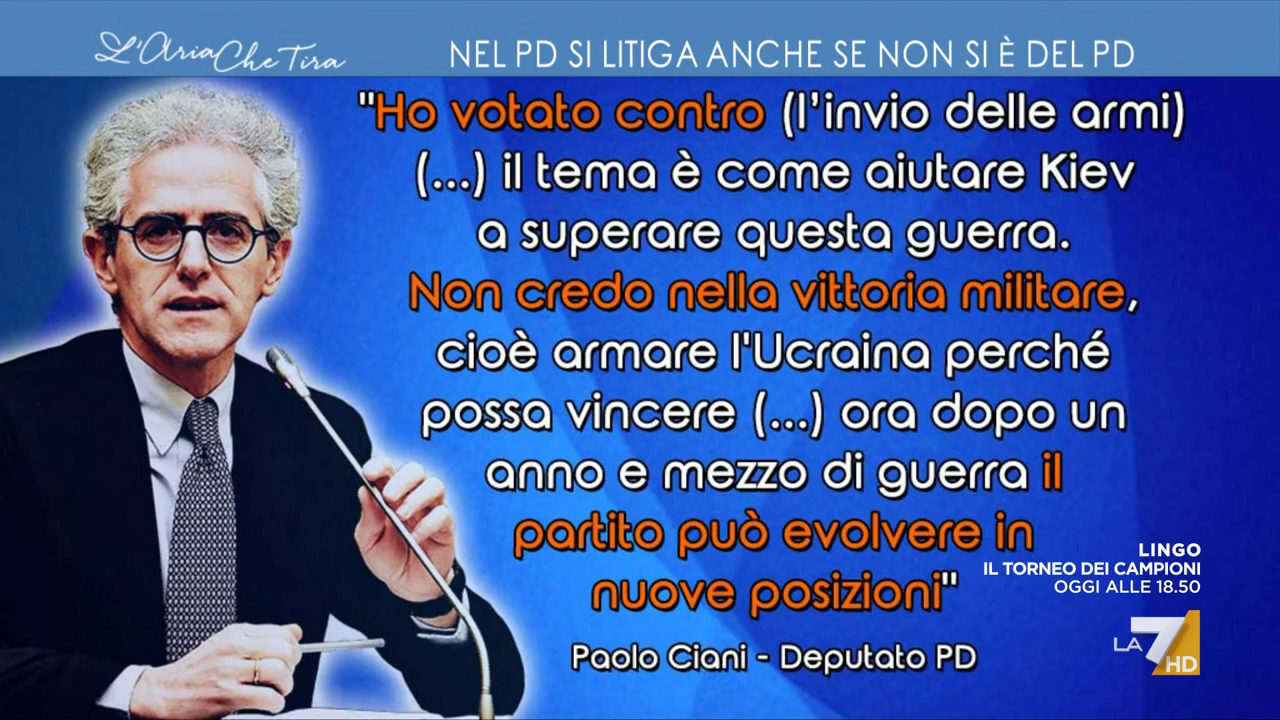 L'Aria Che Tira
NEL PD SI LITIGA ANCHE SE NON SI È DEL PD
"Ho votato contro (l'invio delle armi)
(...) il tema è come aiutare Kiev
a superare questa guerra.
Non credo nella vittoria militare,
cioè armare l'Ucraina perché
possa vincere (...) ora dopo un
anno e mezzo di guerra il
partito può evolvere in
nuove posizioni"
Paolo Ciani - Deputato PD
LINGO
IL TORNEO DEI CAMPIONI
OGGI ALLE 18.50
LA 7 HD